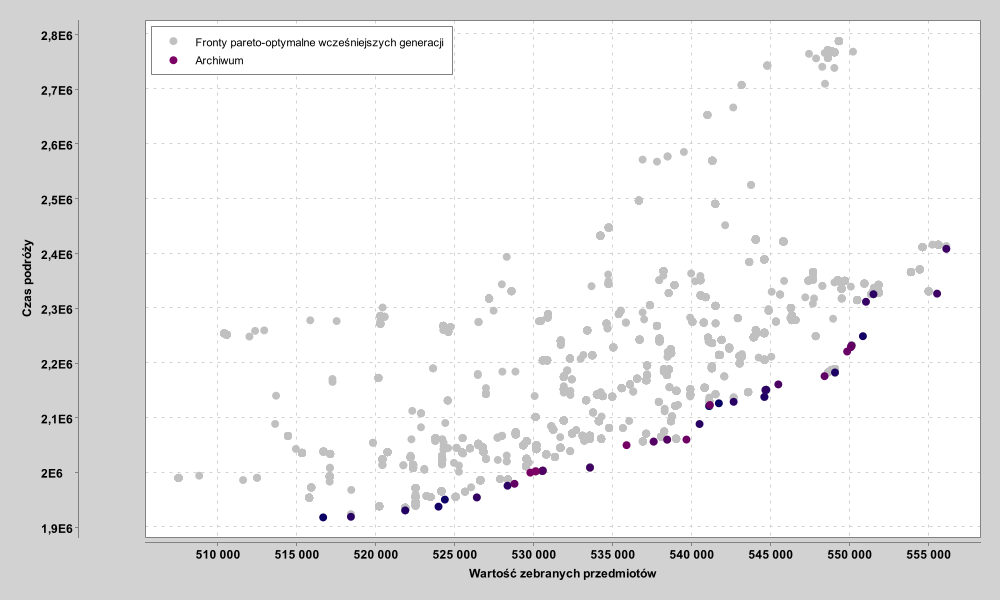 Fronty pareto-optymalne wcześniejszych generacji
Archiwum
2,8E6
2,7E6
2,6E6
2,5E6
2,4E6
2,3E6
2,2E6
2,1E6
2E6
1,9E6
Czas podróży
510 000 515 000 520 000 525 000 530 000 535 000 540 000 545 000 550 000 555 000
Wartość zebranych przedmiotów